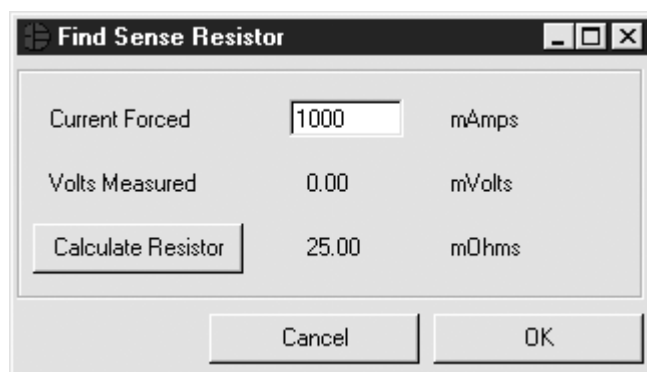 Find Sense Resistor
Current Forced 1000 mAmps
Volts Measured 0.00 mVolts
Calculate Resistor 25.00 mOhms
Cancel OK